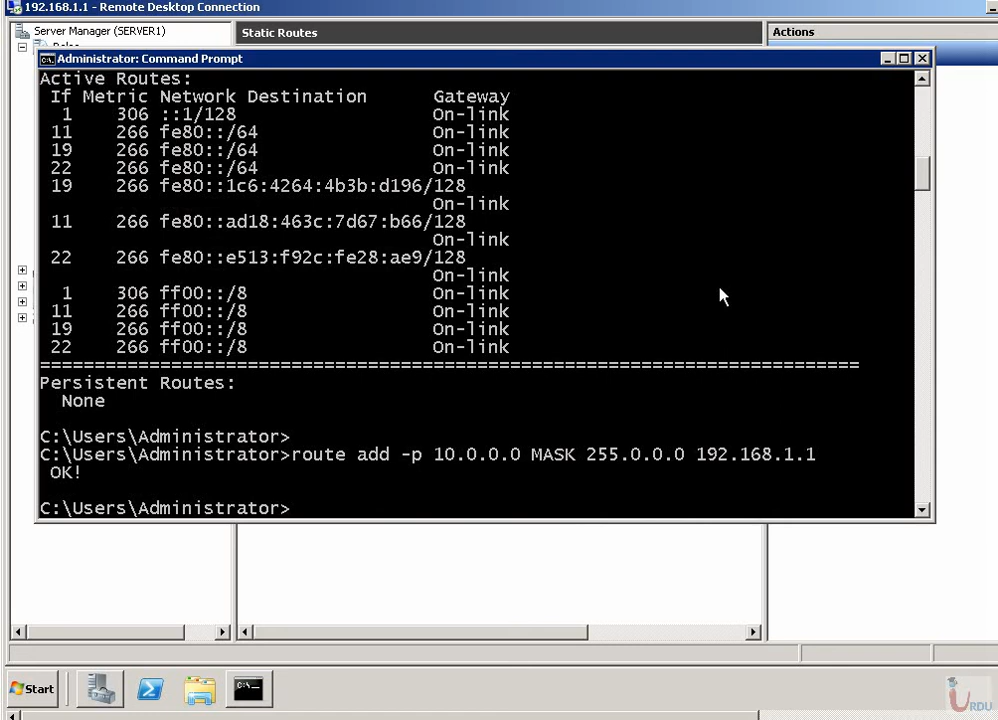 192.168.1.1 - Remote Desktop Connection
Server Manager (SERVER1)
Static Routes
Actions
Administrator: Command Prompt
Active Routes:
If Metric Network Destination Gateway
1 306 ::1/128 On-link
11 266 fe80::/64 On-link
19 266 fe80::/64 On-link
22 266 fe80::/64 On-link
19 266 fe80::1c6:4264:4b3b:d196/128
On-link
11 266 fe80::ad18:463c:7d67:b66/128
On-link
22 266 fe80::e513:f92c:fe28:ae9/128
On-link
1 306 ff00::/8 On-link
11 266 ff00::/8 On-link
19 266 ff00::/8 On-link
22 266 ff00::/8 On-link
===========================================================================
Persistent Routes:
None
C:\Users\Administrator>
C:\Users\Administrator>route add -p 10.0.0.0 MASK 255.0.0.0 192.168.1.1
OK!
C:\Users\Administrator>
Start
URDU